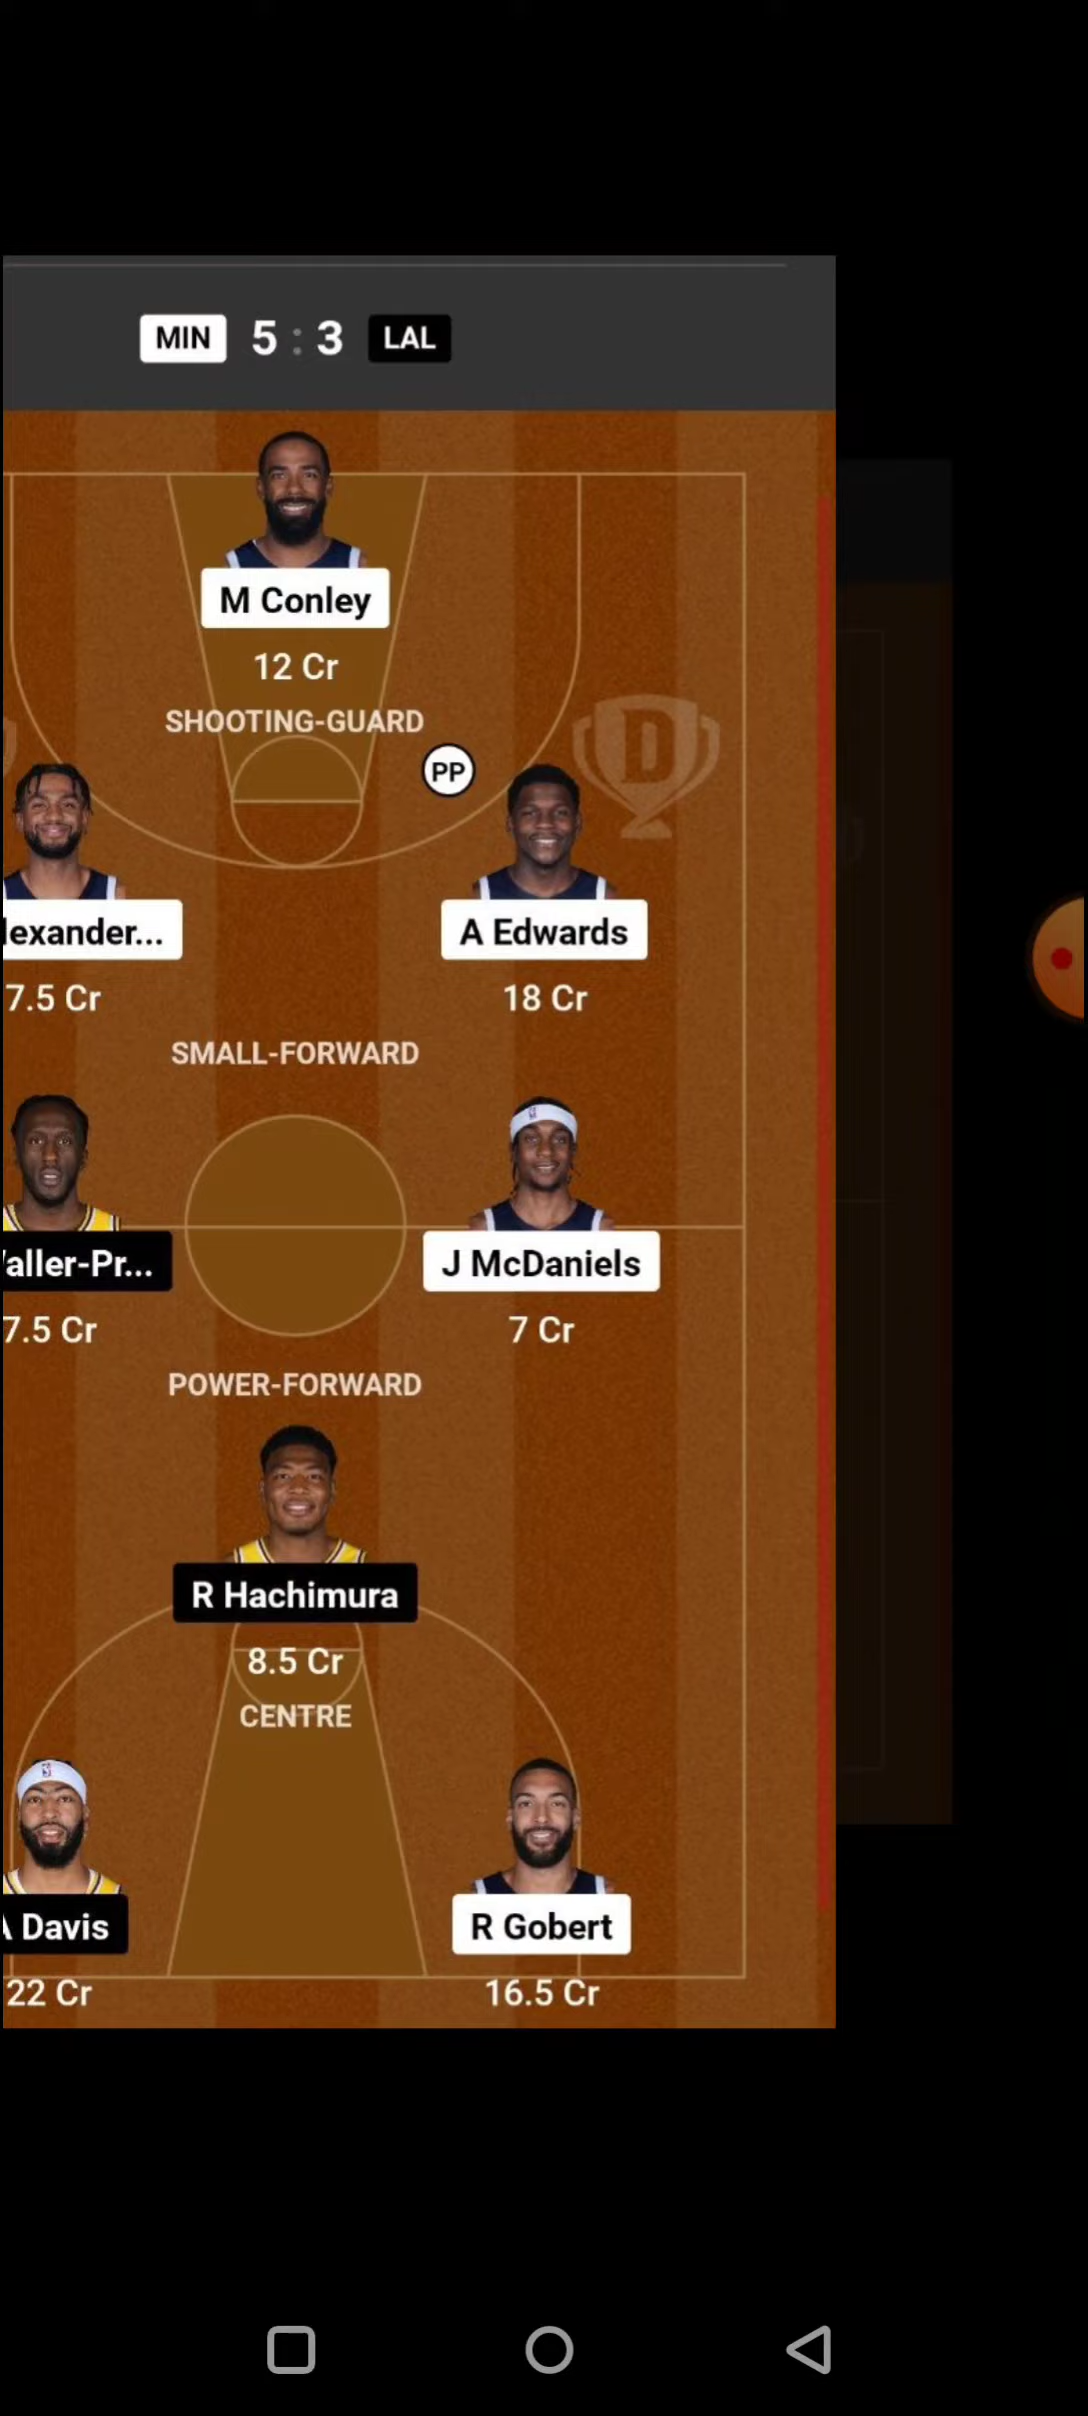 MIN 5 : 3 LAL
M Conley
12 Cr
SHOOTING-GUARD
PP
lexander... A Edwards
7.5 Cr 18 Cr
SMALL-FORWARD
aller-Pr... J McDaniels
7.5 Cr 7 Cr
POWER-FORWARD
R Hachimura
8.5 Cr
CENTRE
A Davis R Gobert
22 Cr 16.5 Cr
D